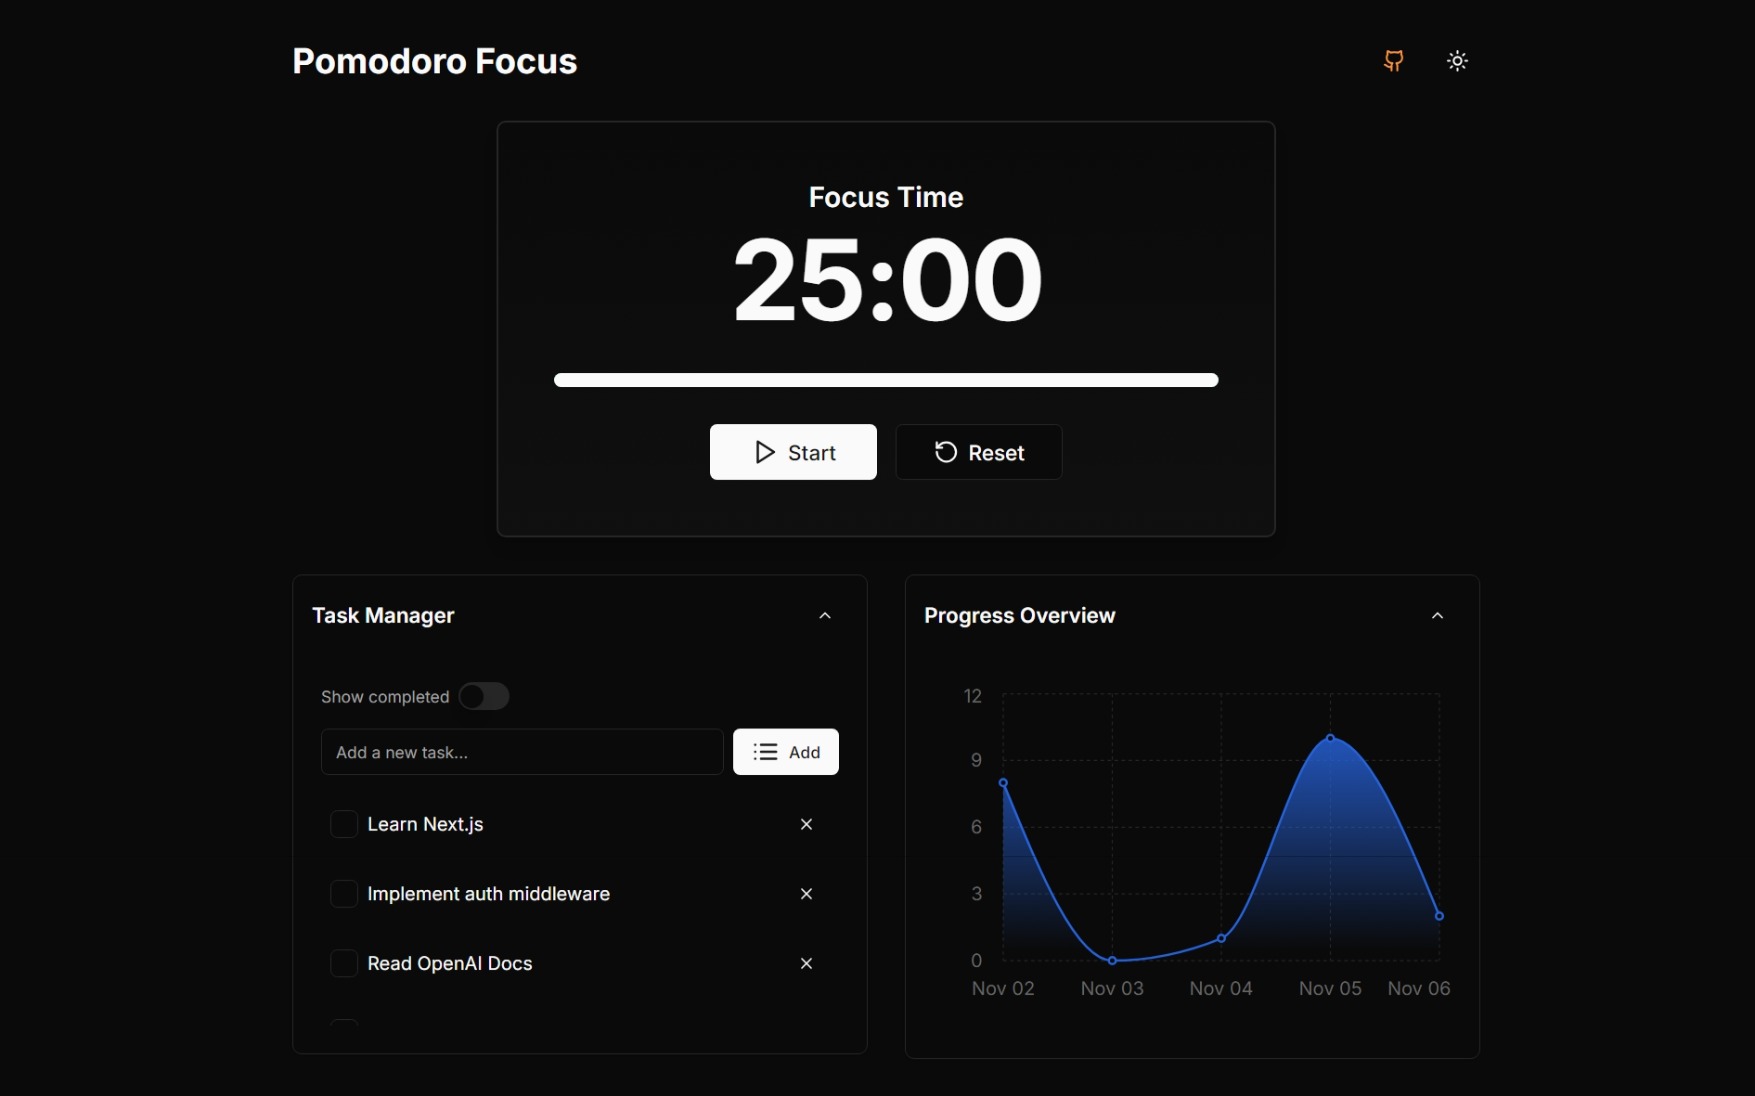 Pomodoro Focus
Focus Time
25:00
Start
Reset
Task Manager
Show completed
Add a new task...
Add
Learn Next.js
Implement auth middleware
Read OpenAI Docs
Progress Overview
12
9
6
3
0
Nov 02
Nov 03
Nov 04
Nov 05
Nov 06